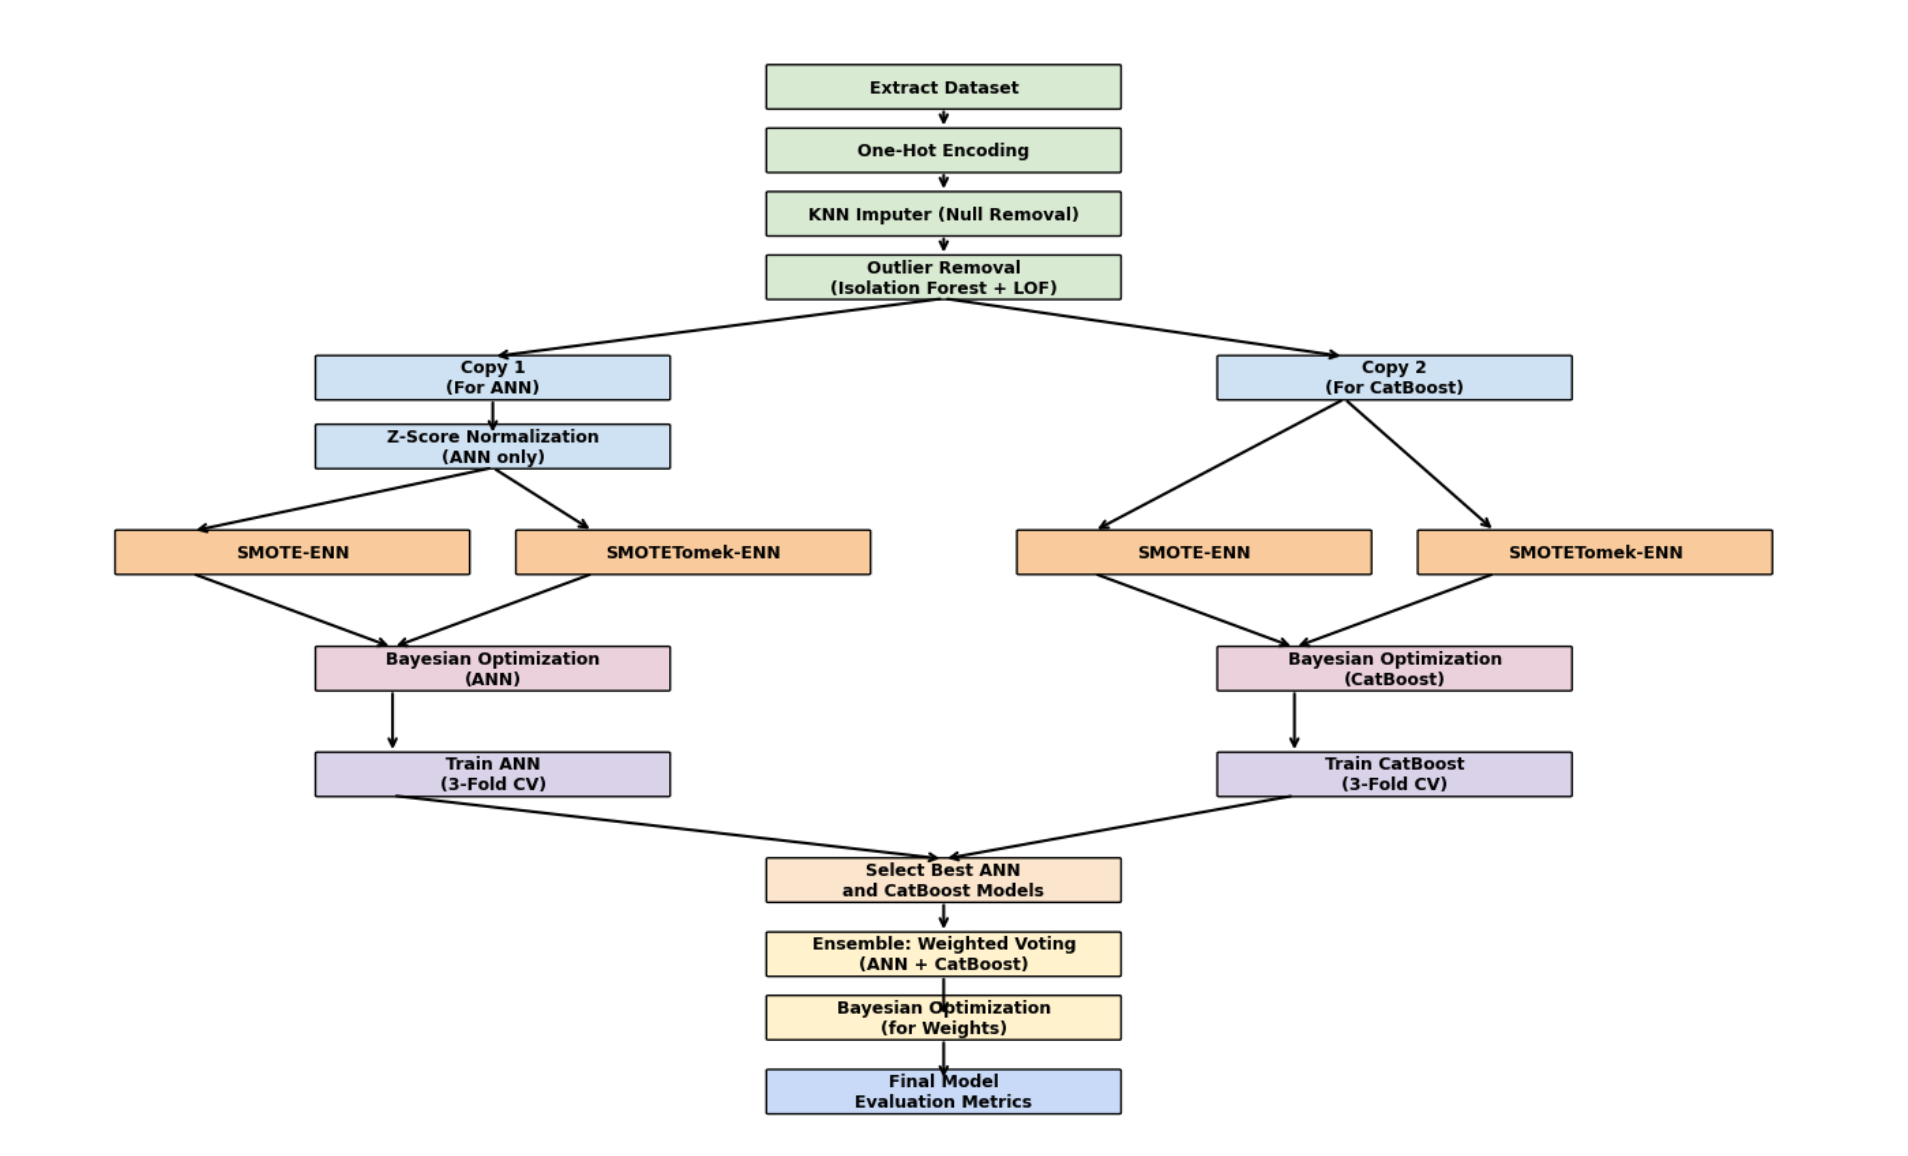 Extract Dataset
One-Hot Encoding
KNN Imputer (Null Removal)
Outlier Removal
(Isolation Forest + LOF)
Copy 1
(For ANN)
Copy 2
(For CatBoost)
Z-Score Normalization
(ANN only)
SMOTE-ENN
SMOTETomek-ENN
SMOTE-ENN
SMOTETomek-ENN
Bayesian Optimization
(ANN)
Bayesian Optimization
(CatBoost)
Train ANN
(3-Fold CV)
Train CatBoost
(3-Fold CV)
Select Best ANN
and CatBoost Models
Ensemble: Weighted Voting
(ANN + CatBoost)
Bayesian Optimization
(for Weights)
Final Model
Evaluation Metrics